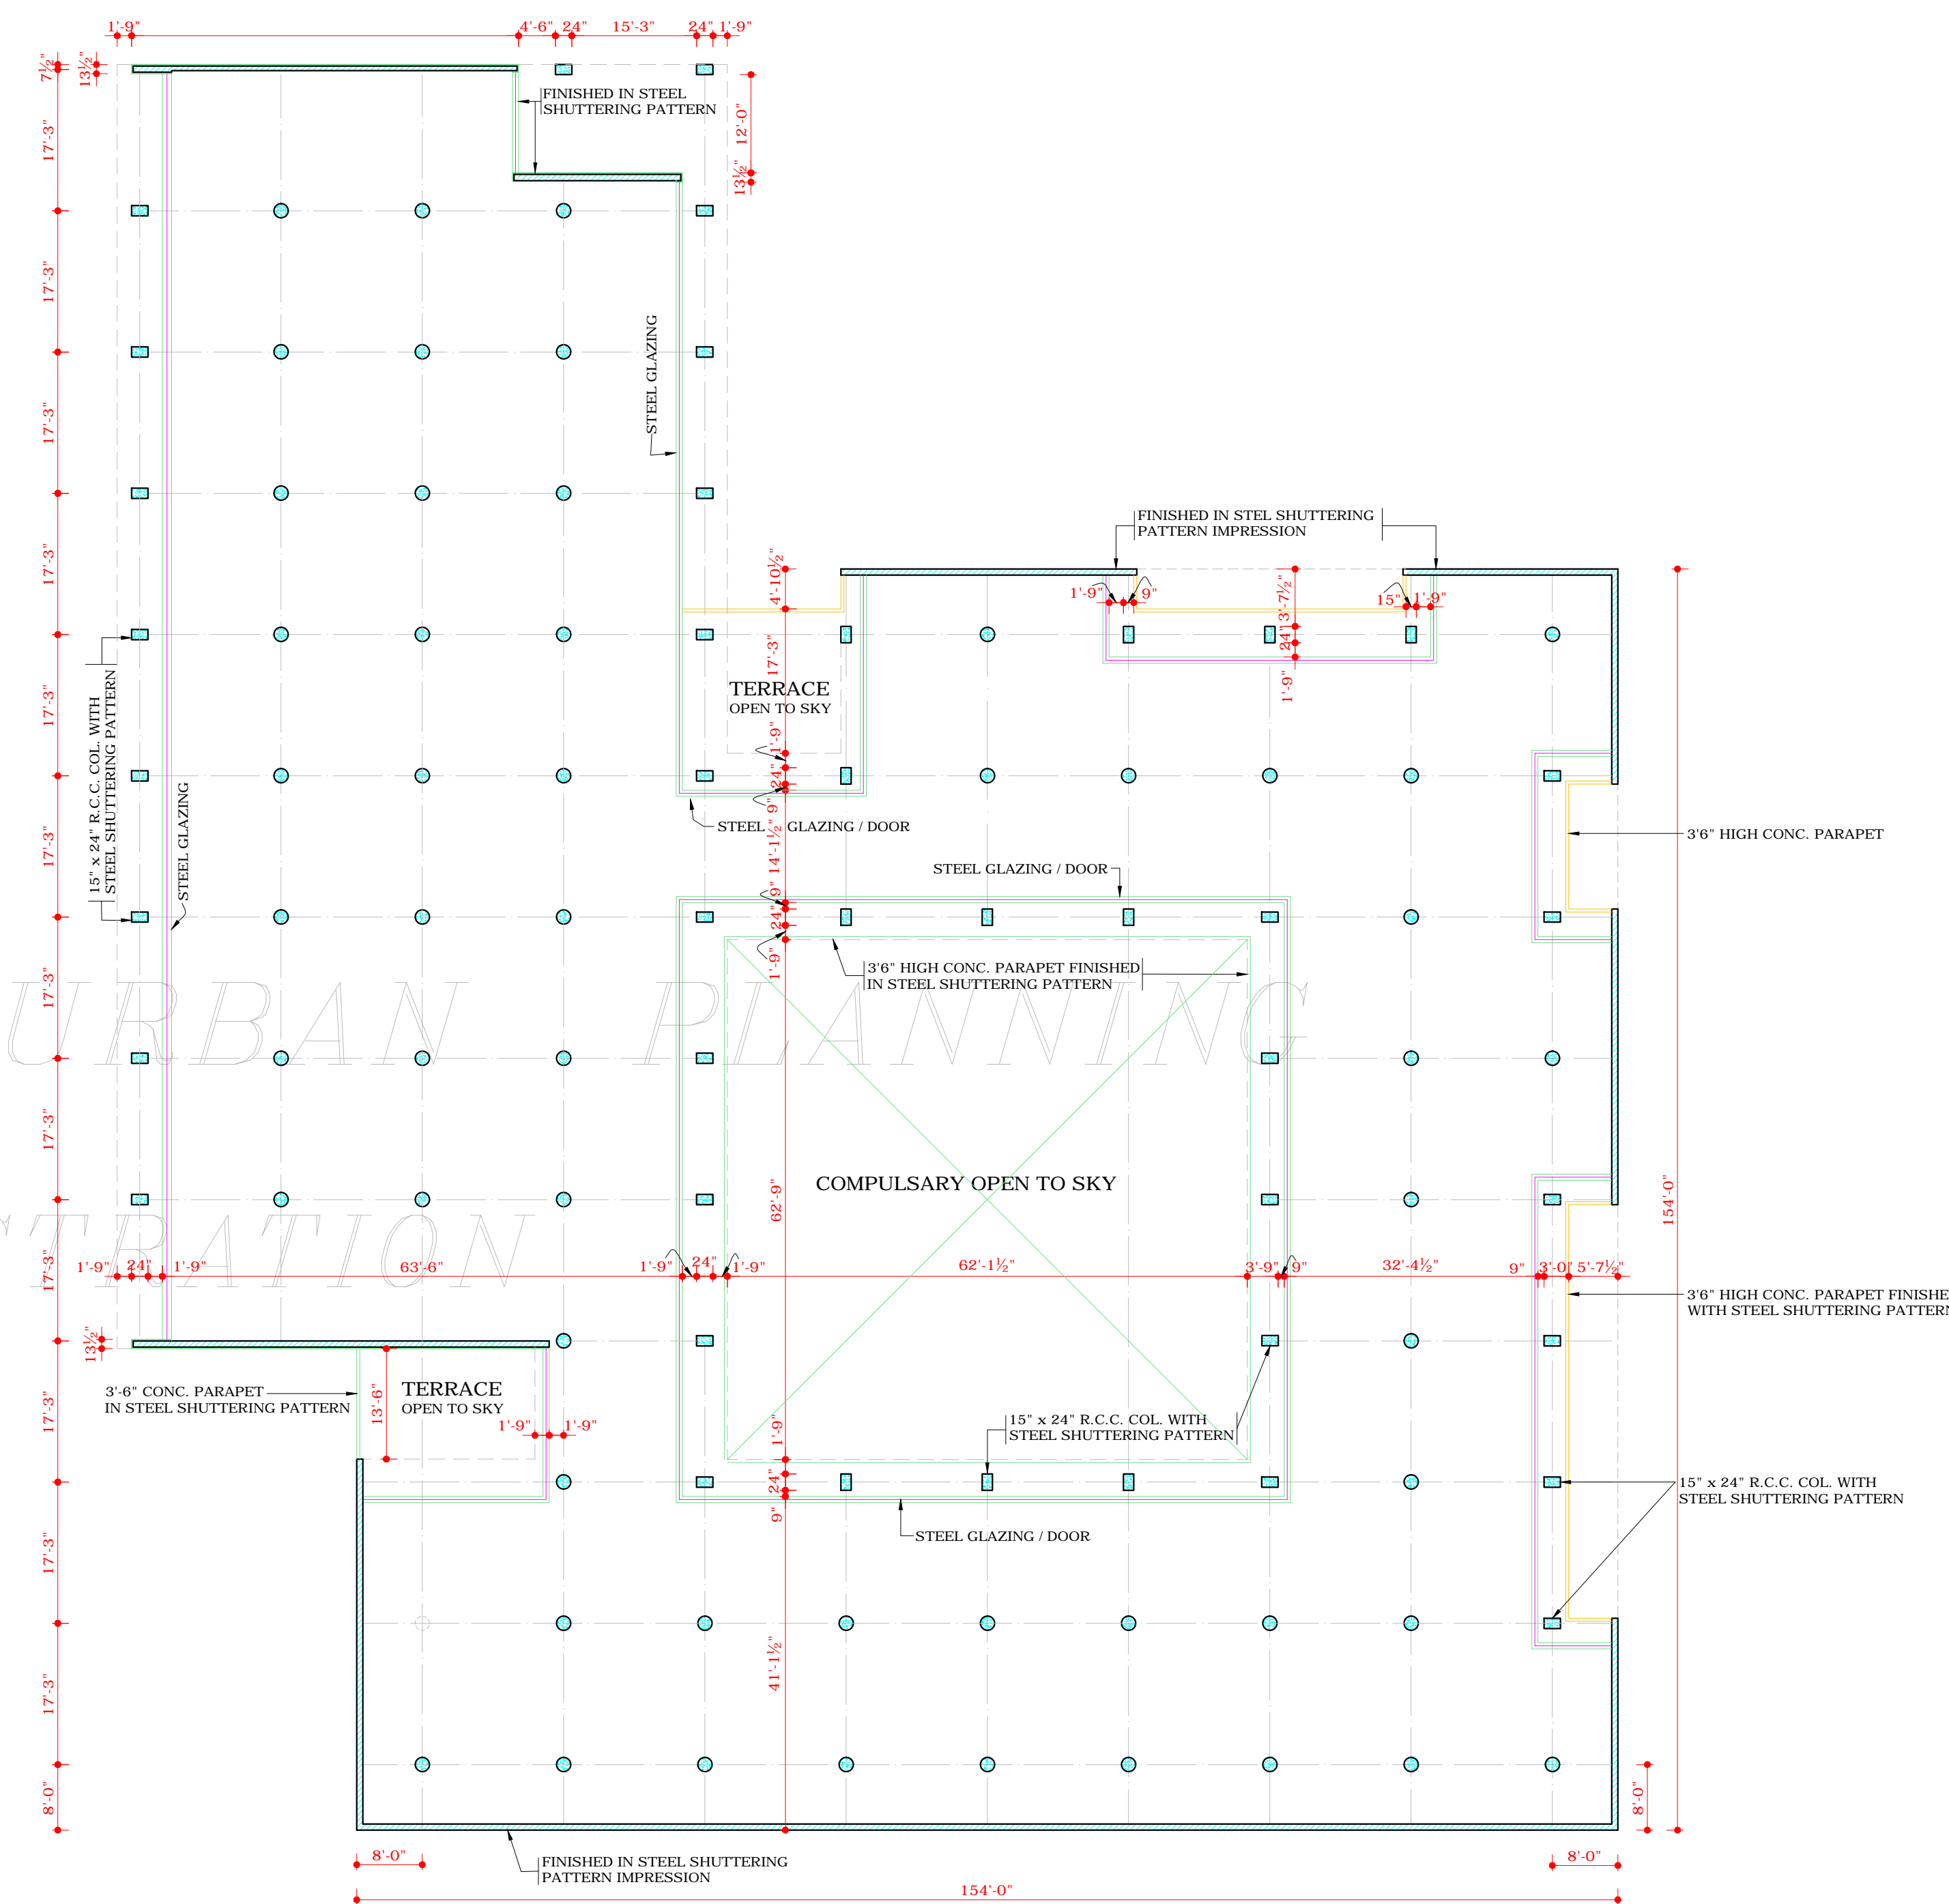 1'-9"
4'-6"
24"
15'-3"
24"
1'-9"
7½"
13½"
FINISHED IN STEEL
SHUTTERING PATTERN
12'-0"
13½"
17'-3"
17'-3"
17'-3"
17'-3"
17'-3"
17'-3"
17'-3"
17'-3"
17'-3"
17'-3"
17'-3"
17'-3"
8'-0"
STEEL GLAZING
FINISHED IN STEL SHUTTERING
PATTERN IMPRESSION
4'-10½"
17'-3"
1'-9"
9"
3'-7½"
24"
1'-9"
15"
1'-9"
15" x 24" R.C.C. COL. WITH
STEEL SHUTTERING PATTERN
STEEL GLAZING
TERRACE
OPEN TO SKY
1'-9"
24"
9"
14'-1½"
9"
24"
1'-9"
STEEL GLAZING / DOOR
3'6" HIGH CONC. PARAPET
STEEL GLAZING / DOOR
3'6" HIGH CONC. PARAPET FINISHED
IN STEEL SHUTTERING PATTERN
URBAN PLANNING
COMPULSARY OPEN TO SKY
62'-9"
154'-0"
STRATION
1'-9"
24"
1'-9"
63'-6"
1'-9"
24"
1'-9"
62'-1½"
3'-9"
9"
32'-4½"
9"
3'-0"
5'-7½"
3'6" HIGH CONC. PARAPET FINISHE
WITH STEEL SHUTTERING PATTERN
13½"
3'-6" CONC. PARAPET
IN STEEL SHUTTERING PATTERN
13'-6"
TERRACE
OPEN TO SKY
1'-9"
1'-9"
1'-9"
24"
9"
15" x 24" R.C.C. COL. WITH
STEEL SHUTTERING PATTERN
15" x 24" R.C.C. COL. WITH
STEEL SHUTTERING PATTERN
STEEL GLAZING / DOOR
41'-1½"
8'-0"
8'-0"
FINISHED IN STEEL SHUTTERING
PATTERN IMPRESSION
8'-0"
154'-0"